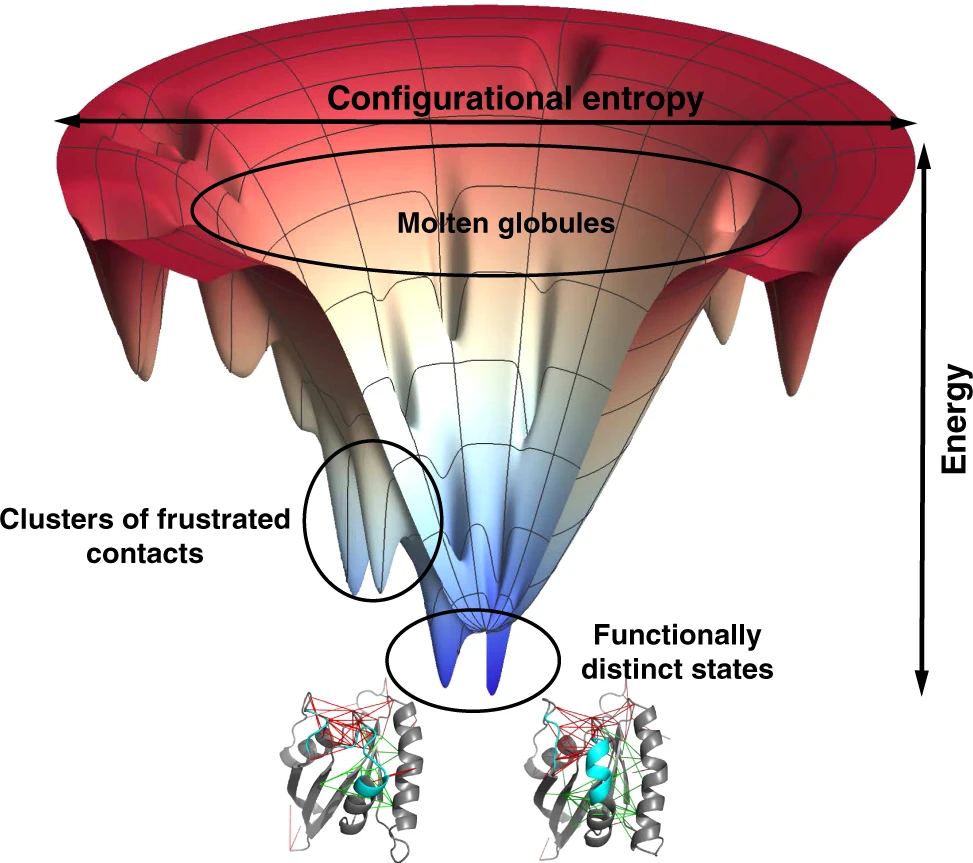 Configurational entropy
Molten globules
Energy
Clusters of frustrated
contacts
Functionally
distinct states